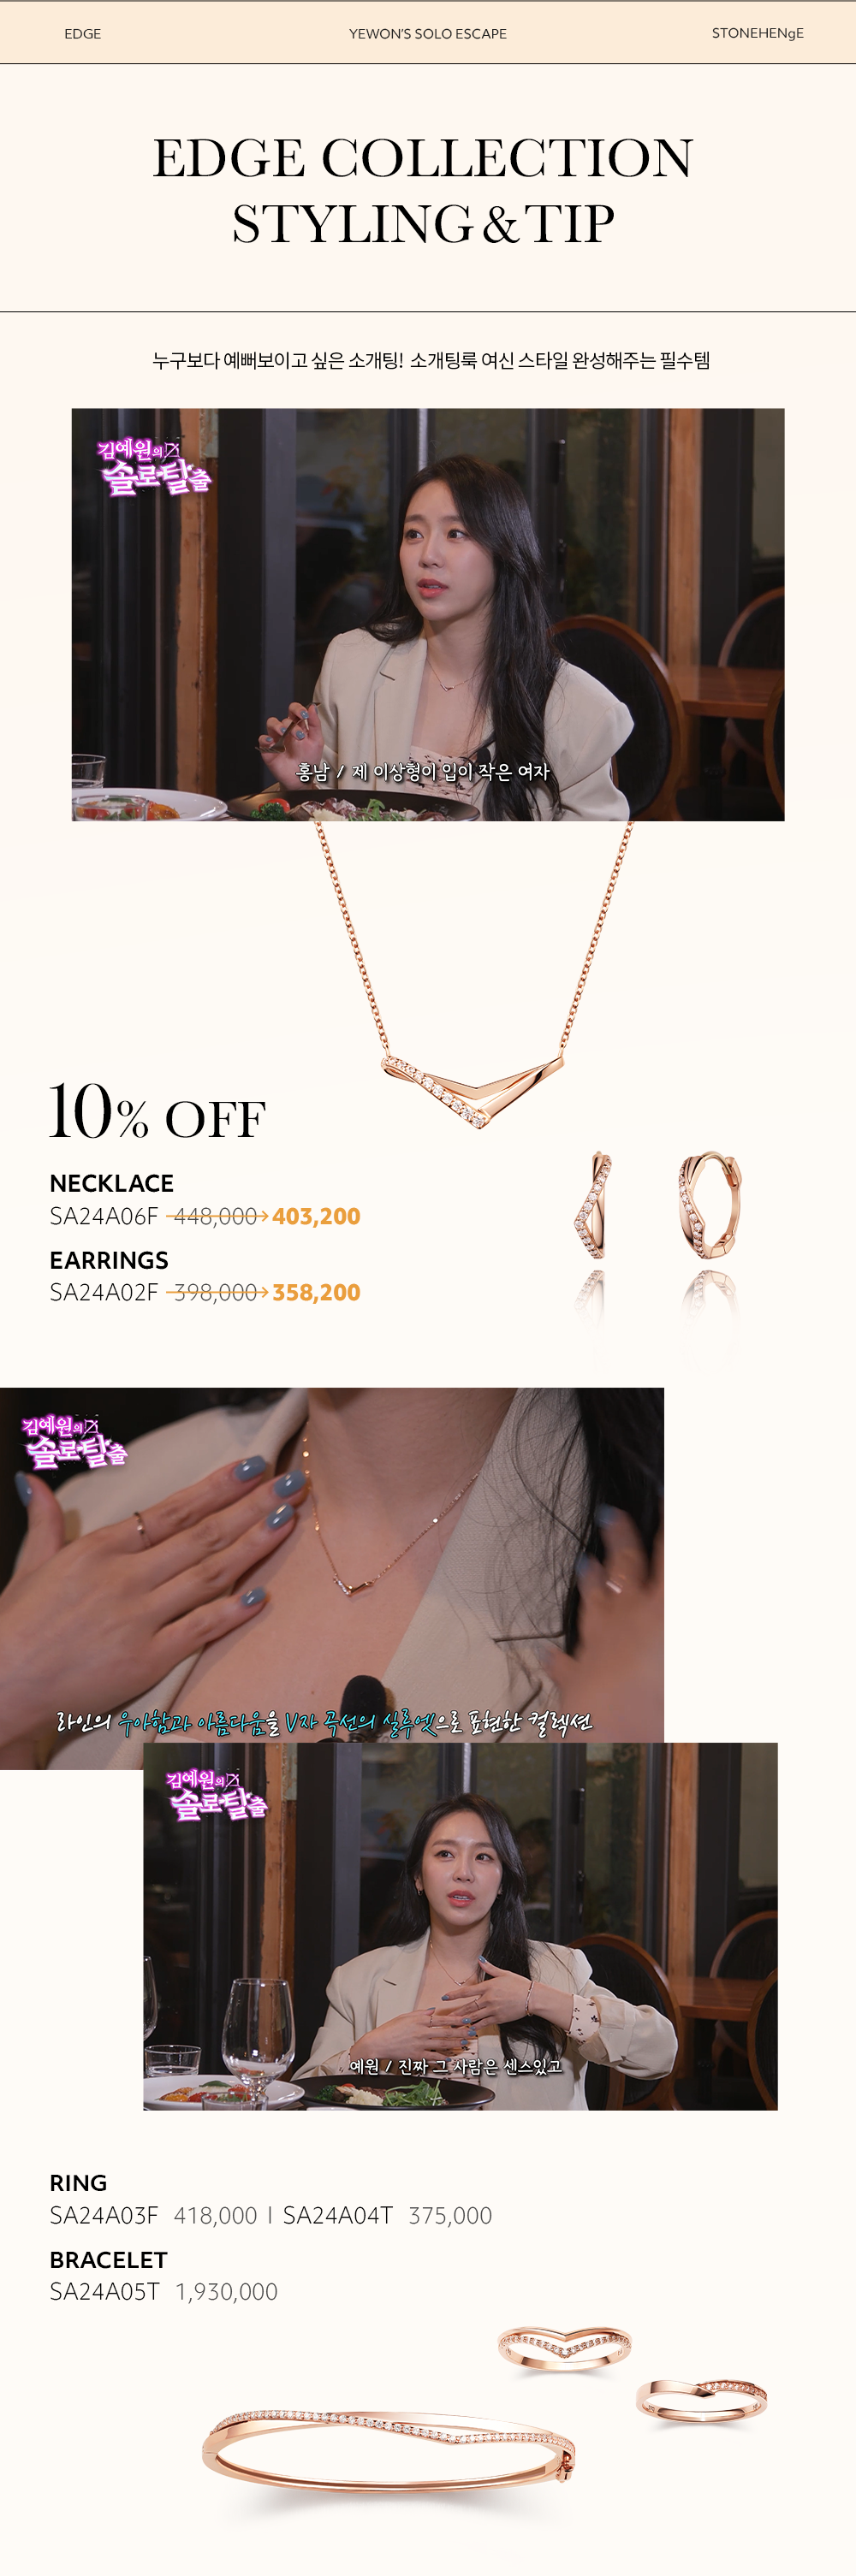 EDGE
YEWON'S SOLO ESCAPE
STONEHENgE
EDGE COLLECTION
STYLING & TIP
누구보다 예뻐보이고 싶은 소개팅! 소개팅룩 여신 스타일 완성해주는 필수템
김예원의
솔로탈출
홍남 / 제 이상형이 입이 작은 여자
10% OFF
NECKLACE
SA24A06F 448,000→403,200
EARRINGS
SA24A02F 398,000→358,200
김예원의
솔로탈출
라인의 우아함과 아름다움을 V자 곡선의 실루엣으로 표현한 컬렉션
김예원의
솔로탈출
예원 / 진짜 그 사람은 센스있고
RING
SA24A03F 418,000 | SA24A04T 375,000
BRACELET
SA24A05T 1,930,000